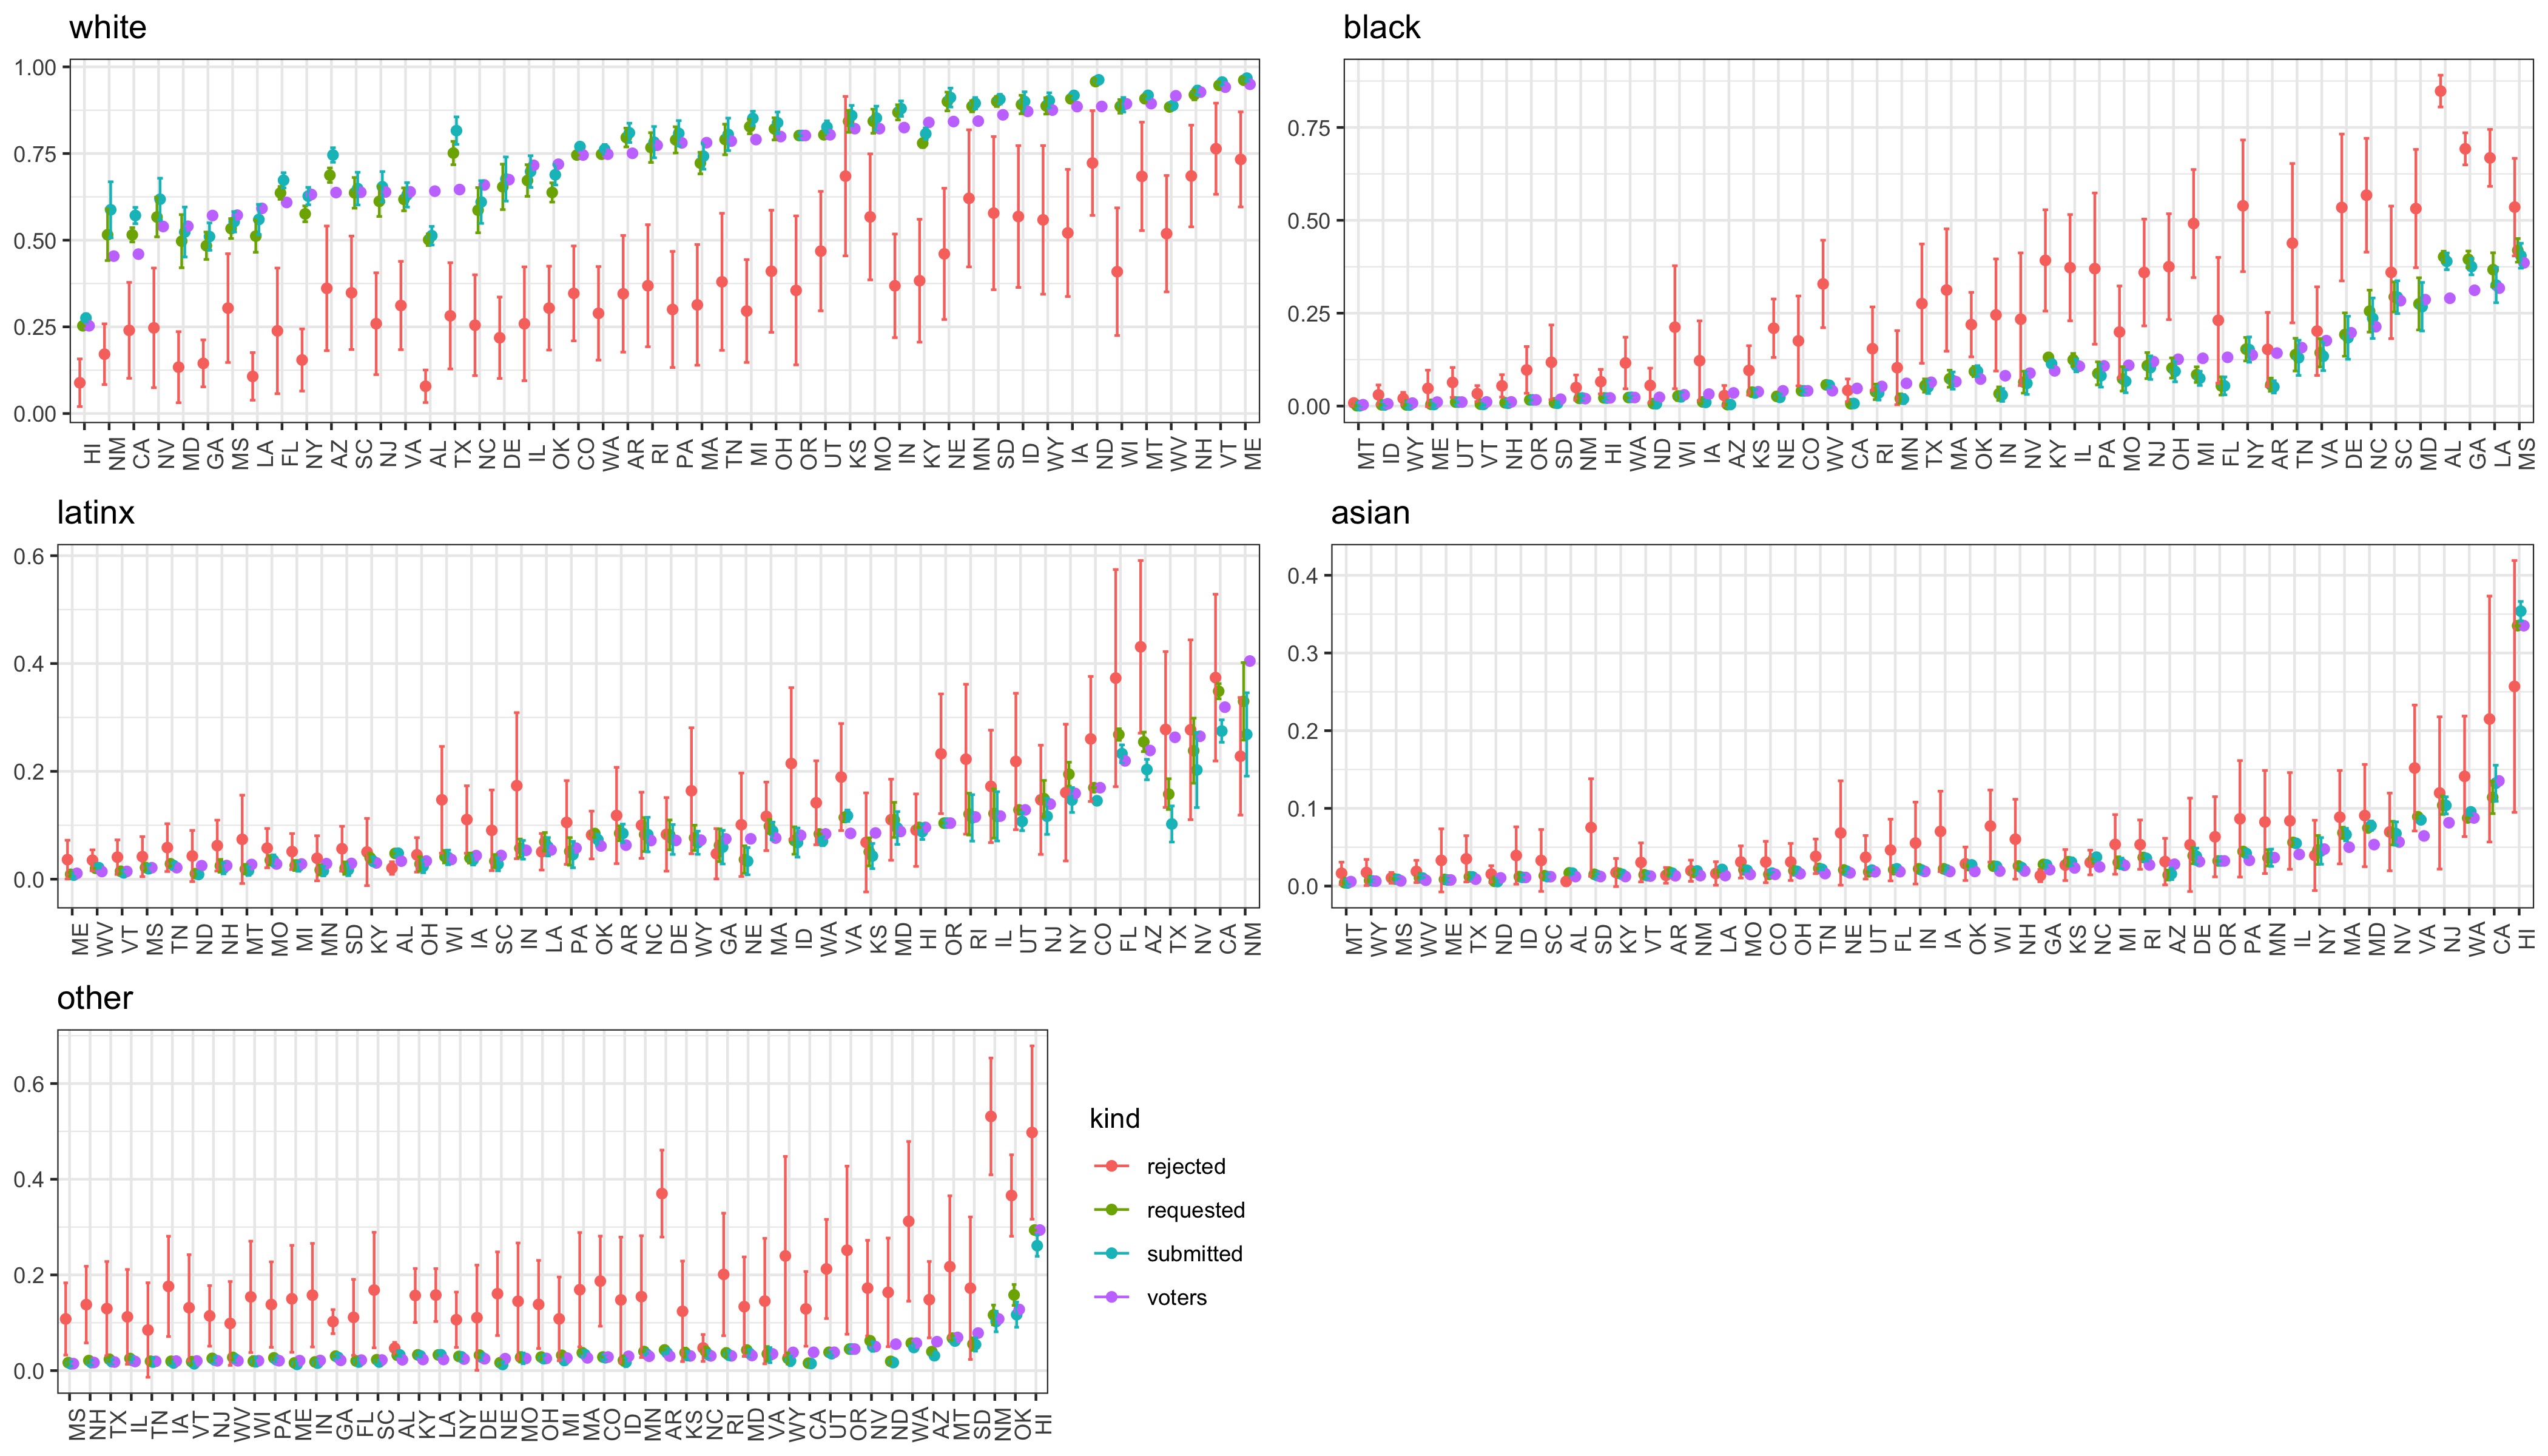 white
1.00
0.75
0.50
0.25
0.00
HI NM CA NV MD GA MS LA FL NY AZ SC NJ VA AL TX NC DE IL OK CO WA AR RI PA MA TN MI OH OR UT KS MO IN KY NE MN SD ID WY IA ND WI MT WV NH VT ME
black
0.75
0.50
0.25
0.00
MT ID WY ME UT VT NH OR SD NM HI WA ND WI IA AZ KS NE CO WV CA RI MN TX MA OK IN NV KY IL PA MO NJ OH MI FL NY AR TN VA DE NC SC MD AL GA LA MS
latinx
0.6
0.4
0.2
0.0
ME WV VT MS TN ND NH MT MO MI MN SD KY AL OH WI IA SC IN LA PA OK AR NC DE WY GA NE MA ID WA VA KS MD HI OR RI IL UT NJ NY CO FL AZ TX NV CA NM
asian
0.4
0.3
0.2
0.1
0.0
MT WY MS WV ME TX ND ID SC AL SD KY VT AR NM LA MO CO OH TN NE UT FL IN IA OK WI NH GA KS NC MI RI AZ DE OR PA MN IL NY MA MD NV VA NJ WA CA HI
other
0.6
0.4
0.2
0.0
MS NH TX IL TN IA VT NJ WV WI PA ME IN GA FL SC AL KY LA NY DE NE MO OH MI MA CO ID MN AR KS NC RI MD VA WY CA UT OR NV ND WA AZ MT SD NM OK HI
kind
rejected
requested
submitted
voters